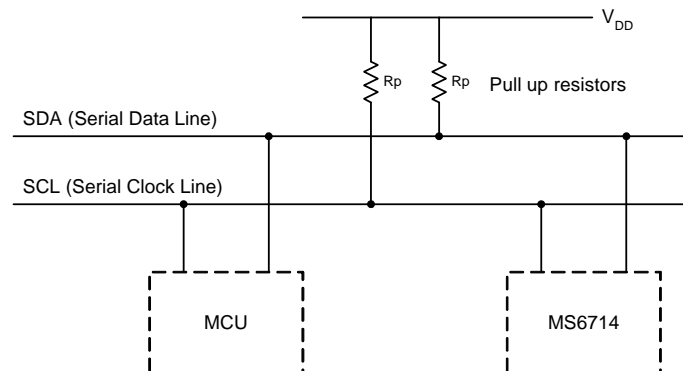 VDD
Rp Rp Pull up resistors
SDA (Serial Data Line)
SCL (Serial Clock Line)
MCU MS6714